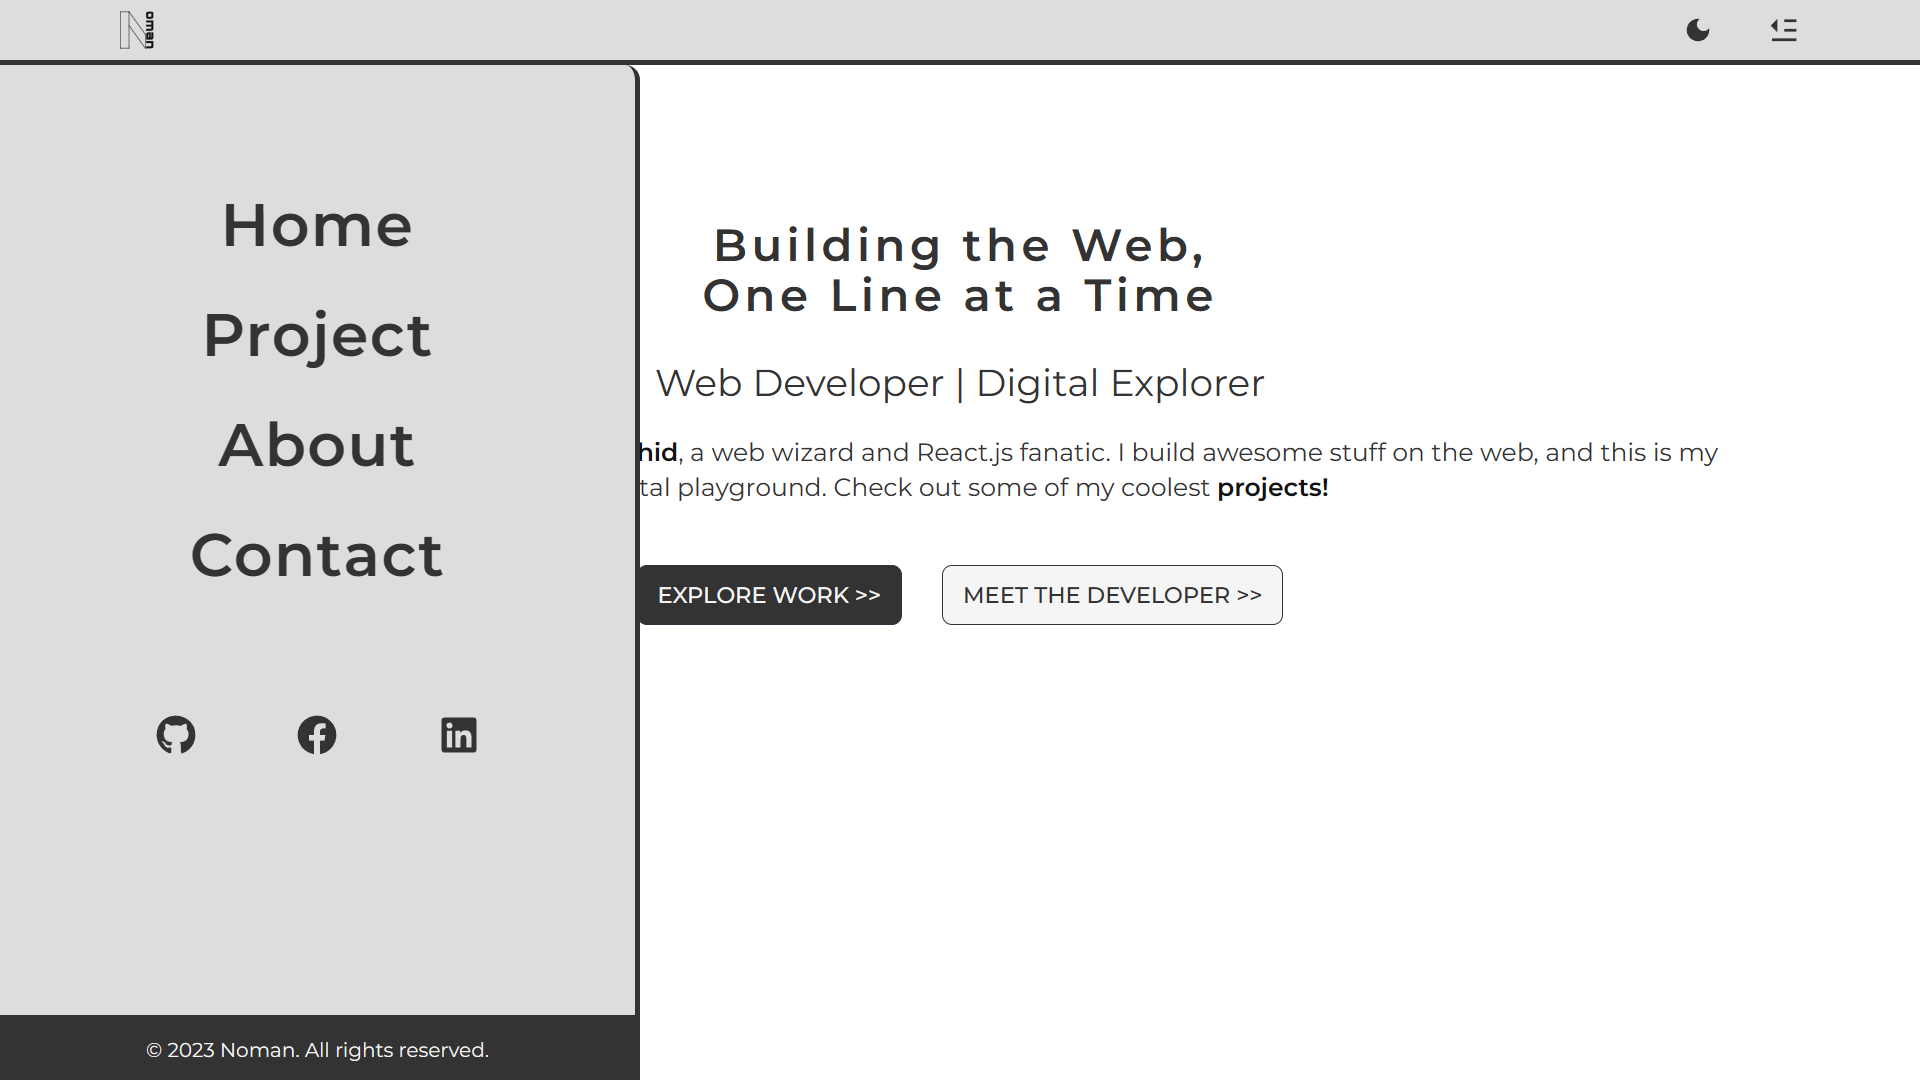 Noman
Home
Project
About
Contact
© 2023 Noman. All rights reserved.
Building the Web,
One Line at a Time
Web Developer | Digital Explorer
hid, a web wizard and React.js fanatic. I build awesome stuff on the web, and this is my
tal playground. Check out some of my coolest projects!
EXPLORE WORK >>
MEET THE DEVELOPER >>